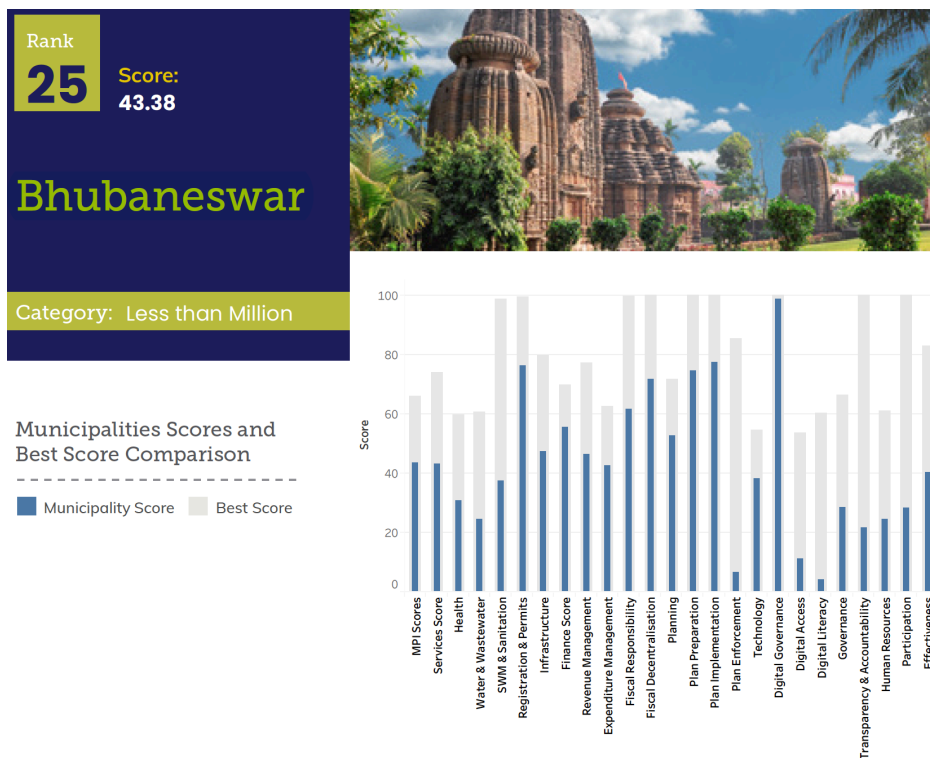 Rank
25
Score:
43.38
Bhubaneswar
Category: Less than Million
Municipalities Scores and
Best Score Comparison
Municipality Score
Best Score
Score
100
80
60
40
20
0
MPI Scores
Services Score
Health
Water & Wastewater
SWM & Sanitation
Registration & Permits
Infrastructure
Finance Score
Revenue Management
Expenditure Management
Fiscal Responsibility
Fiscal Decentralisation
Planning
Plan Preparation
Plan Implementation
Plan Enforcement
Technology
Digital Governance
Digital Access
Digital Literacy
Governance
Transparency & Accountability
Human Resources
Participation
Effectiveness